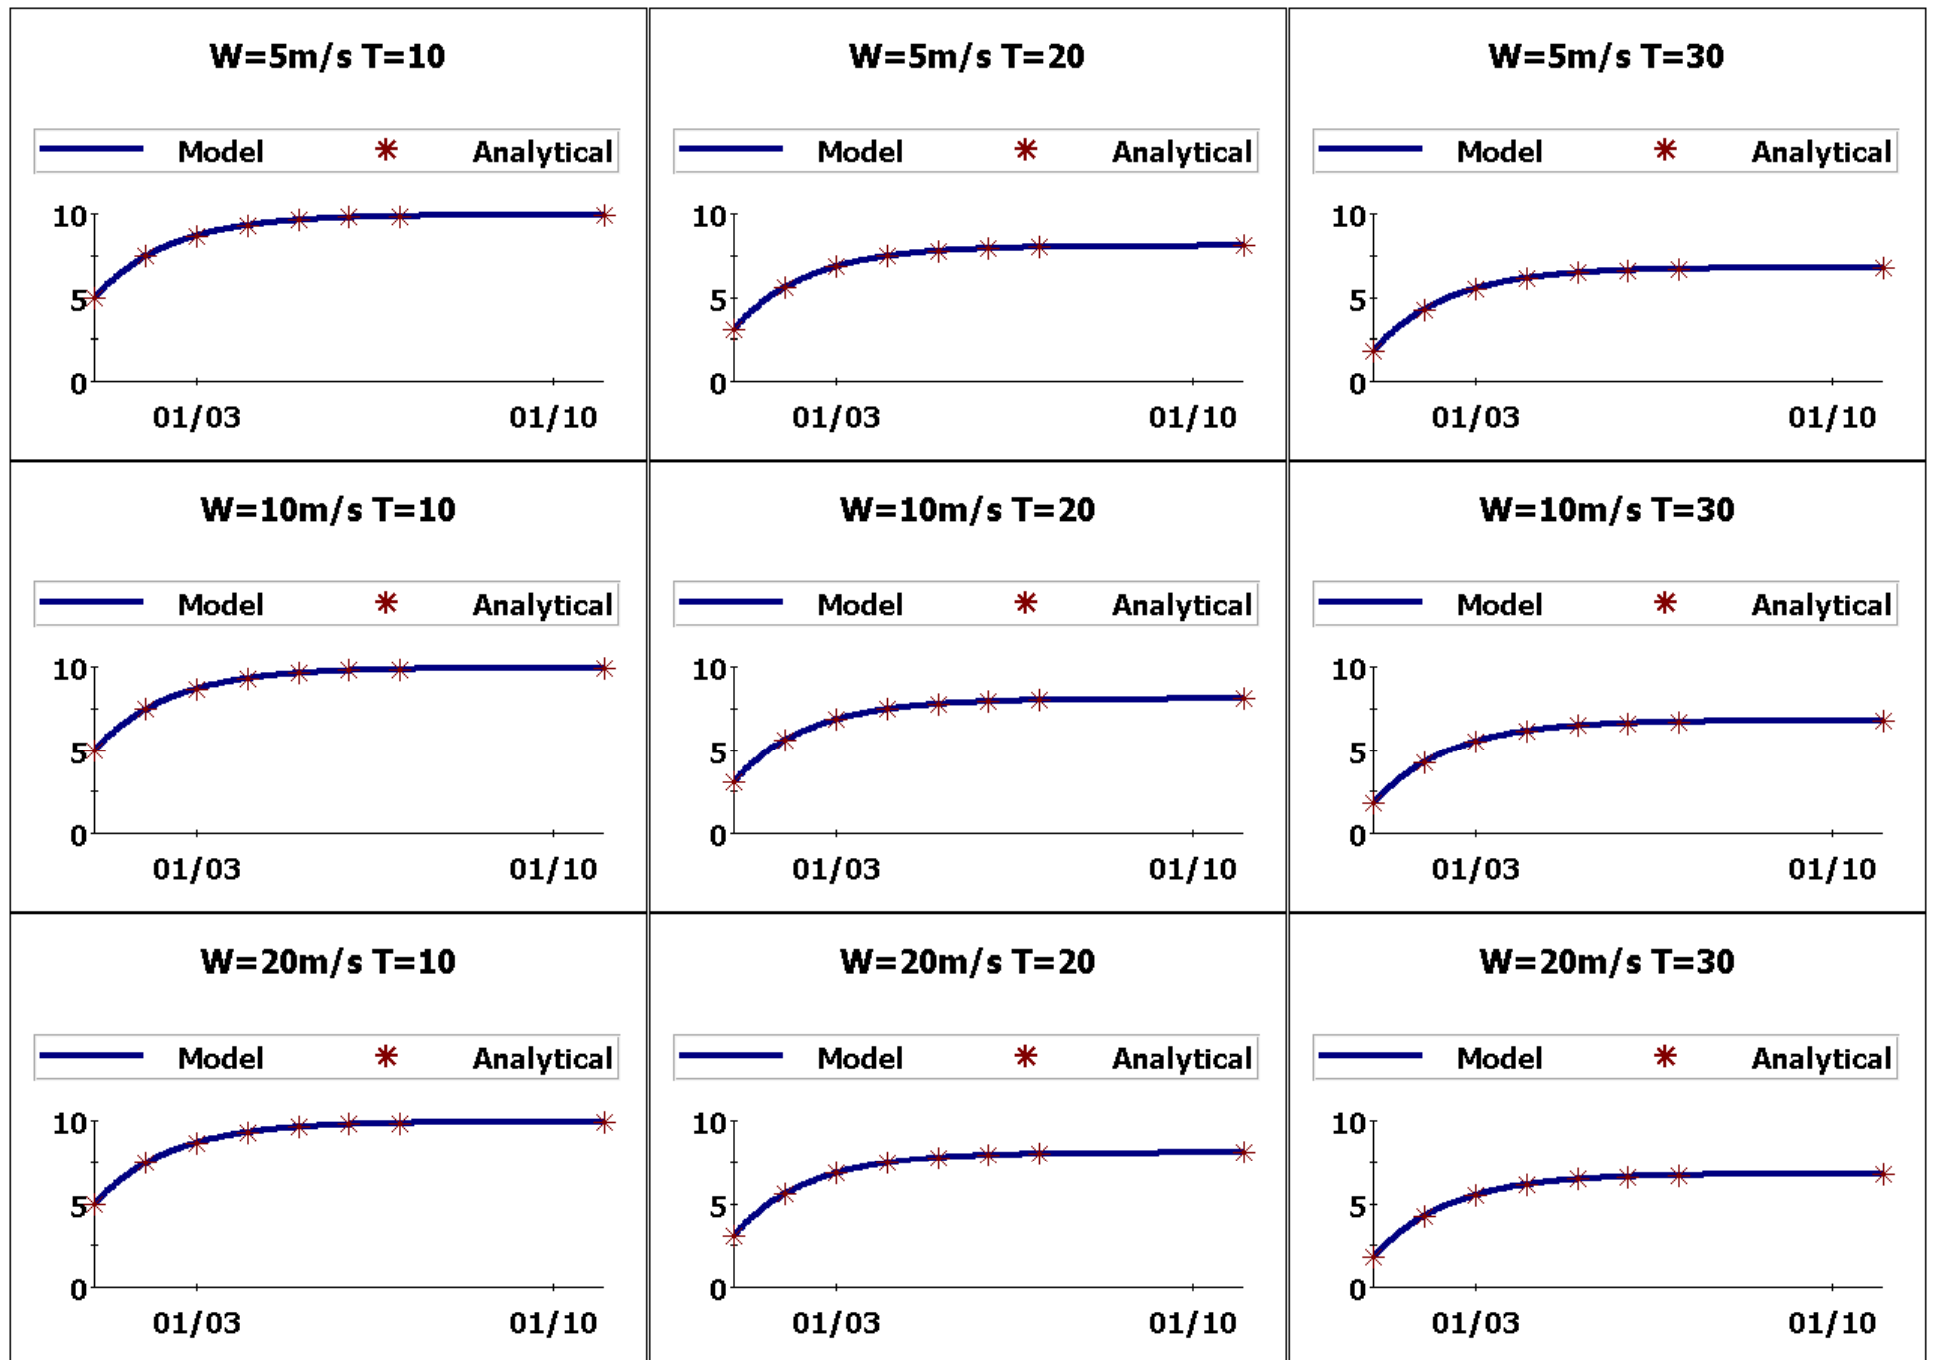 W=5m/s T=10 W=5m/s T=20 W=5m/s T=30
Model Analytical Model Analytical Model Analytical
10 10 10
5 5 5
0 0 0
01/03 01/10 01/03 01/10 01/03 01/10
W=10m/s T=10 W=10m/s T=20 W=10m/s T=30
Model Analytical Model Analytical Model Analytical
10 10 10
5 5 5
0 0 0
01/03 01/10 01/03 01/10 01/03 01/10
W=20m/s T=10 W=20m/s T=20 W=20m/s T=30
Model Analytical Model Analytical Model Analytical
10 10 10
5 5 5
0 0 0
01/03 01/10 01/03 01/10 01/03 01/10